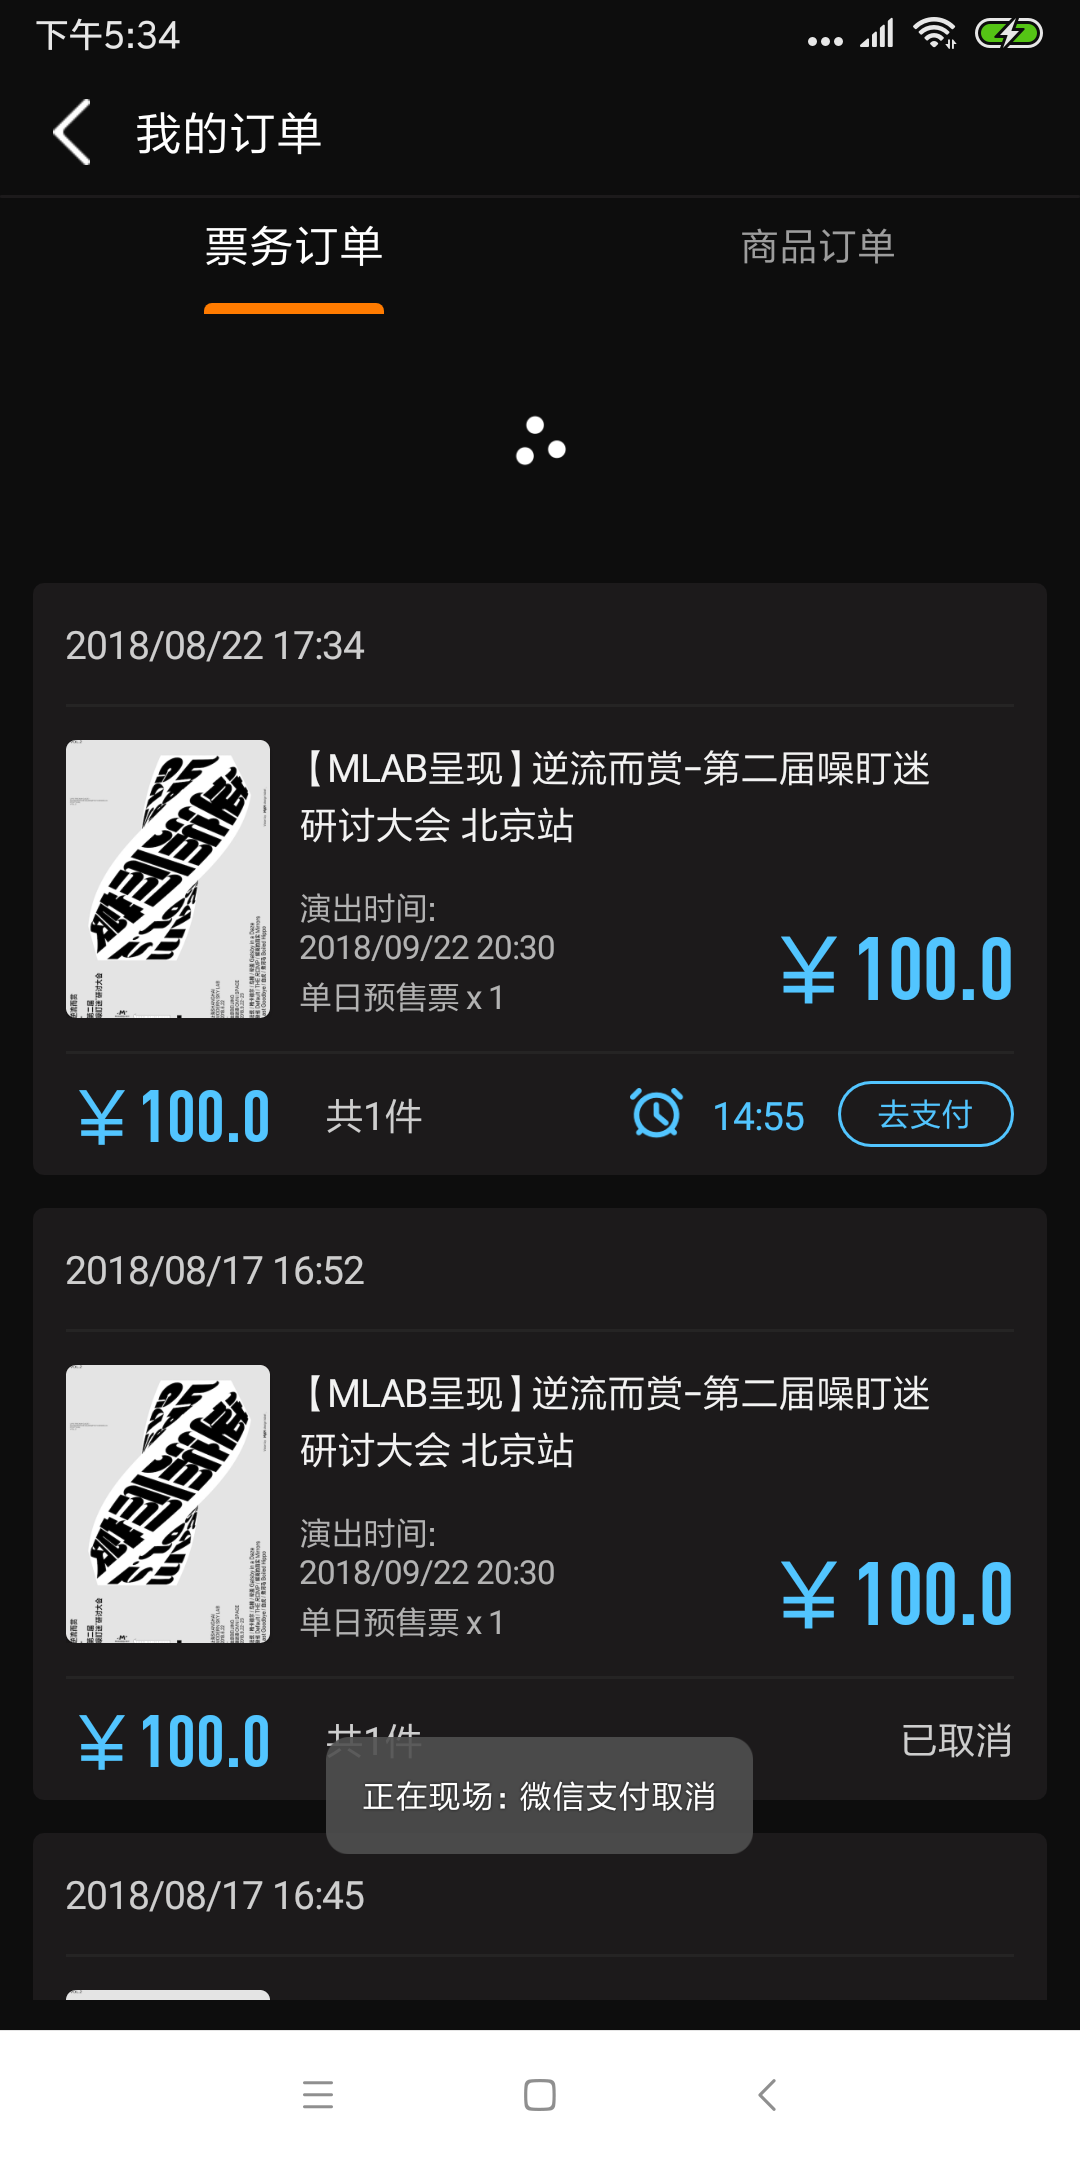 下午5:34
我的订单
票务订单
商品订单
2018/08/22 17:34
【MLAB呈现】逆流而赏-第二届噪盯迷
研讨大会 北京站
演出时间:
2018/09/22 20:30
单日预售票 x 1
¥ 100.0
¥ 100.0
共1件
14:55
去支付
2018/08/17 16:52
【MLAB呈现】逆流而赏-第二届噪盯迷
研讨大会 北京站
演出时间:
2018/09/22 20:30
单日预售票 x 1
¥ 100.0
¥ 100.0
共1件
已取消
正在现场：微信支付取消
2018/08/17 16:45